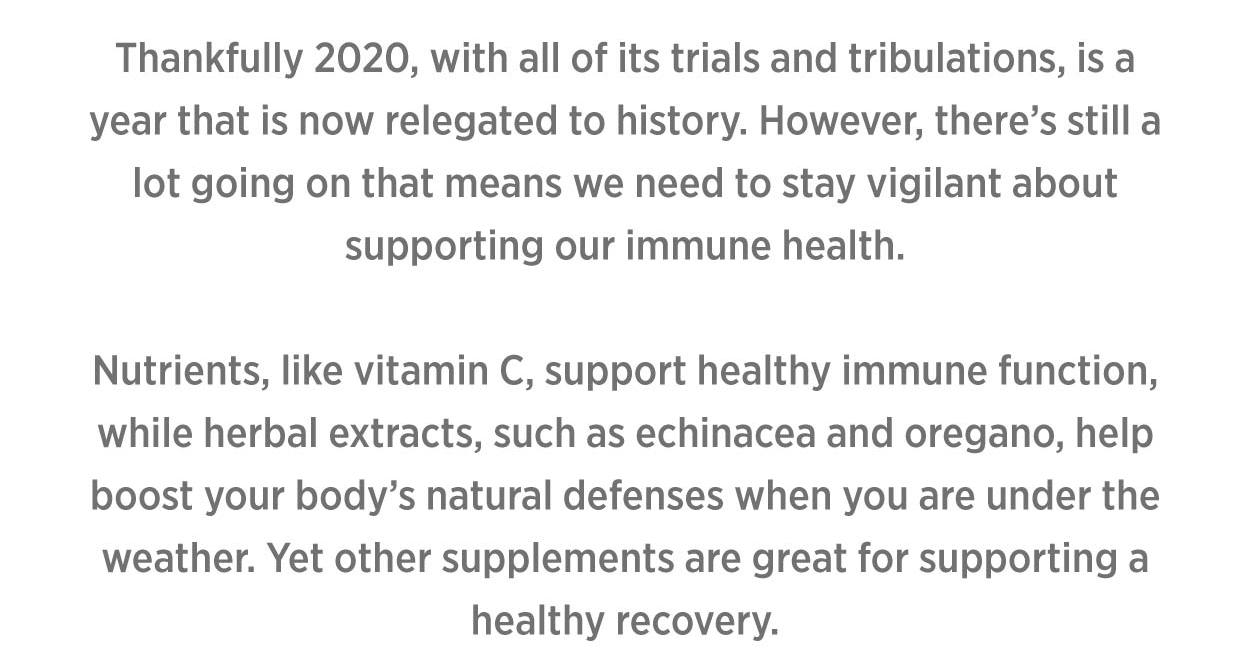 Thankfully 2020, with all of its trials and tribulations, is a
year that is now relegated to history. However, there’s still a
lot going on that means we need to stay vigilant about
supporting our immune health.
Nutrients, like vitamin C, support healthy immune function,
while herbal extracts, such as echinacea and oregano, help
boost your body’s natural defenses when you are under the
weather. Yet other supplements are great for supporting a
healthy recovery.